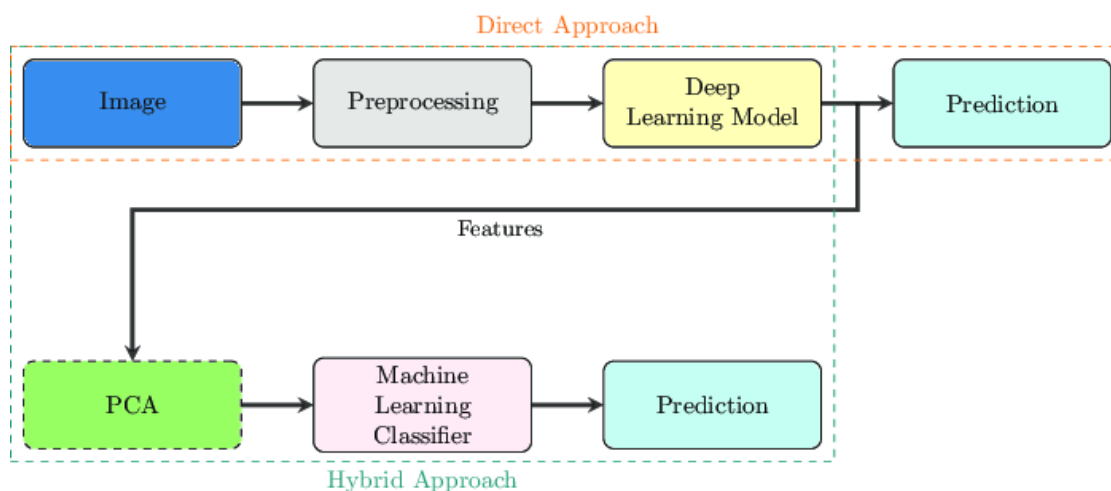 Direct Approach
Image
Preprocessing
Deep
Learning Model
Prediction
Features
PCA
Machine
Learning
Classifier
Prediction
Hybrid Approach